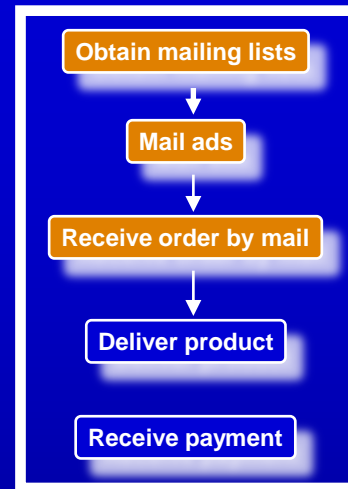 Obtain mailing lists
Mail ads
Receive order by mail
Deliver product
Receive payment